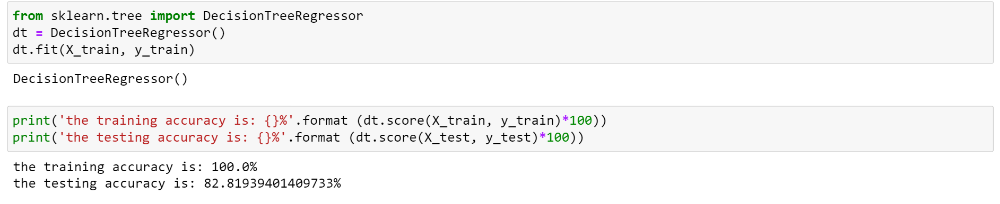 from sklearn.tree import DecisionTreeRegressor
dt = DecisionTreeRegressor()
dt.fit(X_train, y_train)
DecisionTreeRegressor()
print('the training accuracy is: {}%'.format (dt.score(X_train, y_train)*100))
print('the testing accuracy is: {}%'.format (dt.score(X_test, y_test)*100))
the training accuracy is: 100.0%
the testing accuracy is: 82.81939401409733%